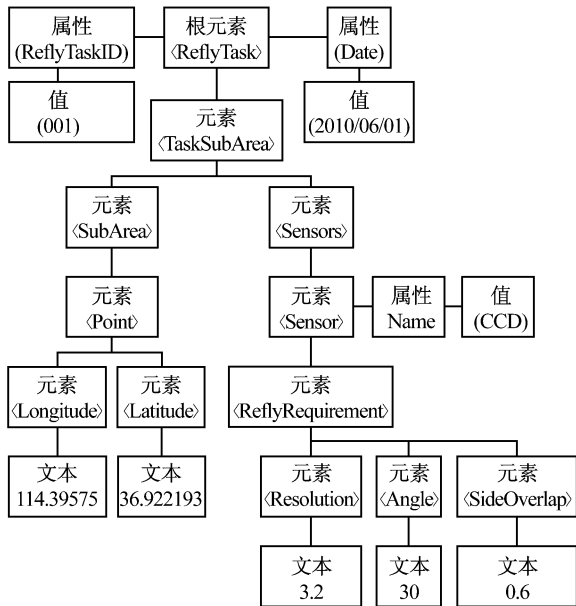 属性
(ReflyTaskID)
根元素
〈ReflyTask〉
属性
(Date)
值
(001)
值
(2010/06/01)
元素
〈TaskSubArea〉
元素
〈SubArea〉
元素
〈Sensors〉
元素
〈Point〉
元素
〈Sensor〉
属性
Name
值
(CCD)
元素
〈Longitude〉
元素
〈Latitude〉
元素
〈ReflyRequirement〉
文本
114.39575
文本
36.922193
元素
〈Resolution〉
元素
〈Angle〉
元素
〈SideOverlap〉
文本
3.2
文本
30
文本
0.6